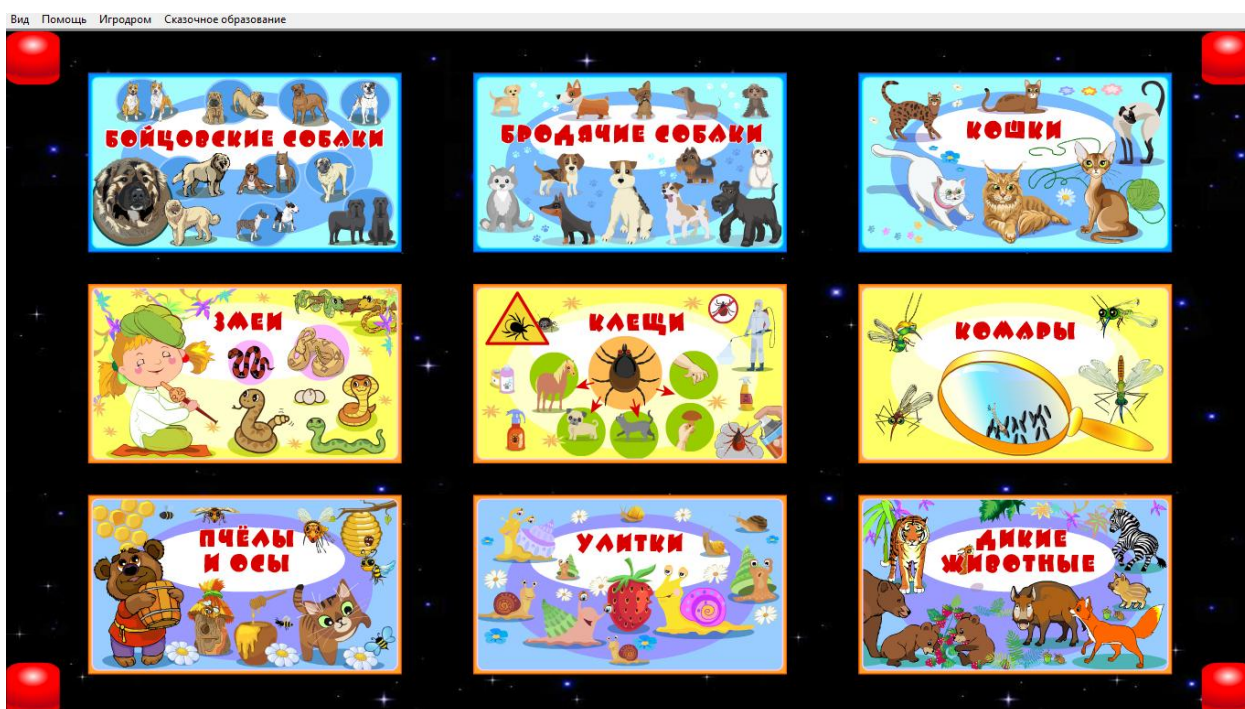 Вид Помощь Игродром Сказочное образование
БОЙЦОВСКИЕ СОБАКИ
БРОДЯЧИЕ СОБАКИ
КОШКИ
ЗМЕИ
КЛЕЩИ
КОМАРЫ
ПЧЁЛЫ
И ОСЫ
УЛИТКИ
ДИКИЕ
ЖИВОТНЫЕ